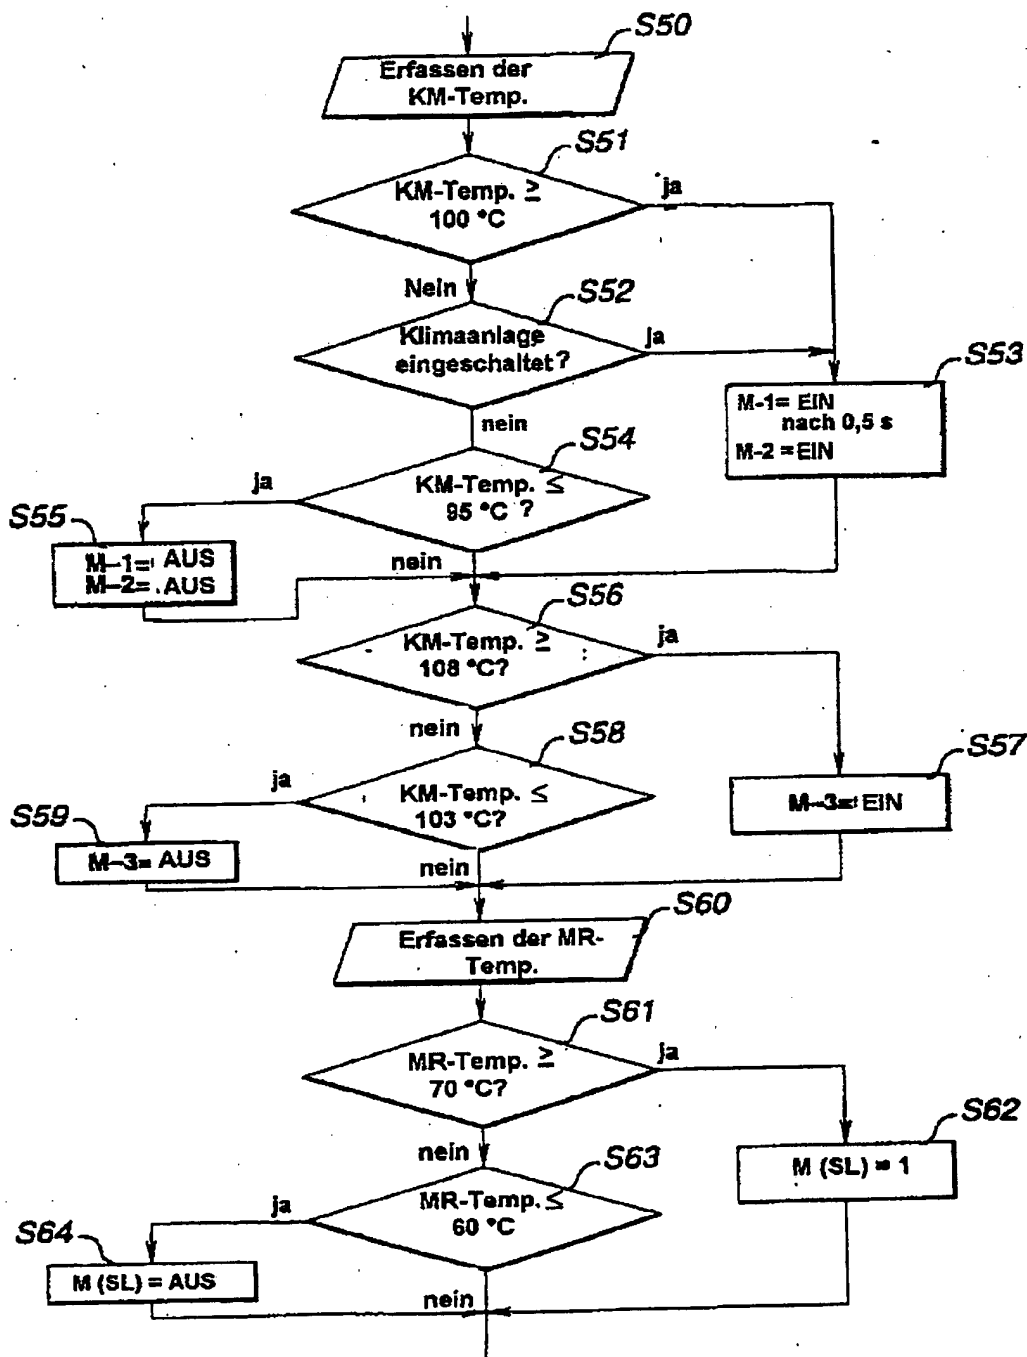 S50
Erfassen der
KM-Temp.
S51
KM-Temp. ≥
100 °C
ja
Nein
S52
Klimaanlage
eingeschaltet?
ja
S53
M-1= EIN
nach 0,5 s
M-2 = EIN
nein
S54
KM-Temp. ≤
95 °C ?
ja
S55
M-1= AUS
M-2= AUS
nein
S56
KM-Temp. ≥
108 °C?
ja
nein
S57
M-3= EIN
S58
KM-Temp. ≤
103 °C?
ja
S59
M-3= AUS
nein
S60
Erfassen der MR-
Temp.
S61
MR-Temp. ≥
70 °C?
ja
S62
M (SL) = 1
nein
S63
MR-Temp. ≤
60 °C
ja
S64
M (SL) = AUS
nein